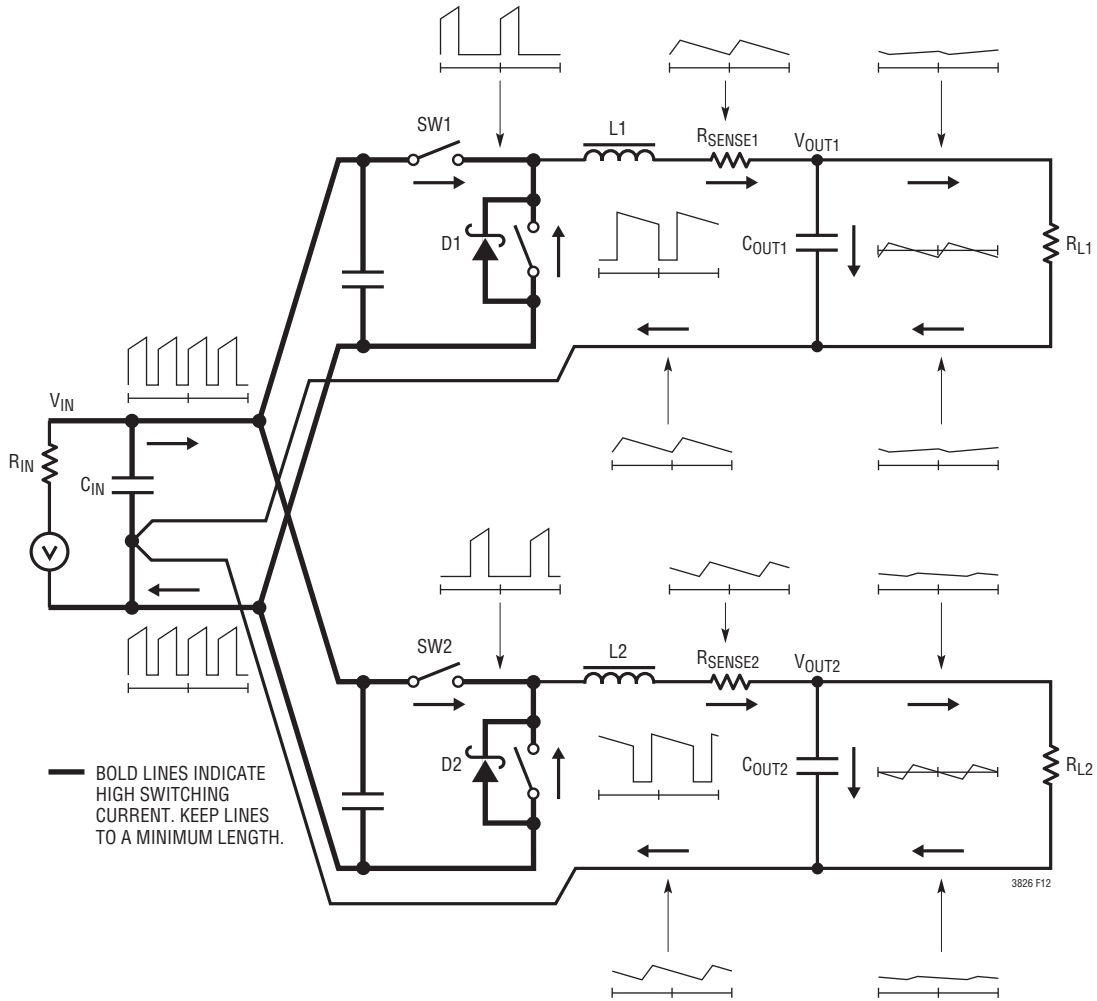 SW1
L1
RSENSE1
VOUT1
D1
COUT1
RL1
VIN
RIN
CIN
V
SW2
L2
RSENSE2
VOUT2
D2
COUT2
RL2
BOLD LINES INDICATE
HIGH SWITCHING
CURRENT. KEEP LINES
TO A MINIMUM LENGTH.
3826 F12